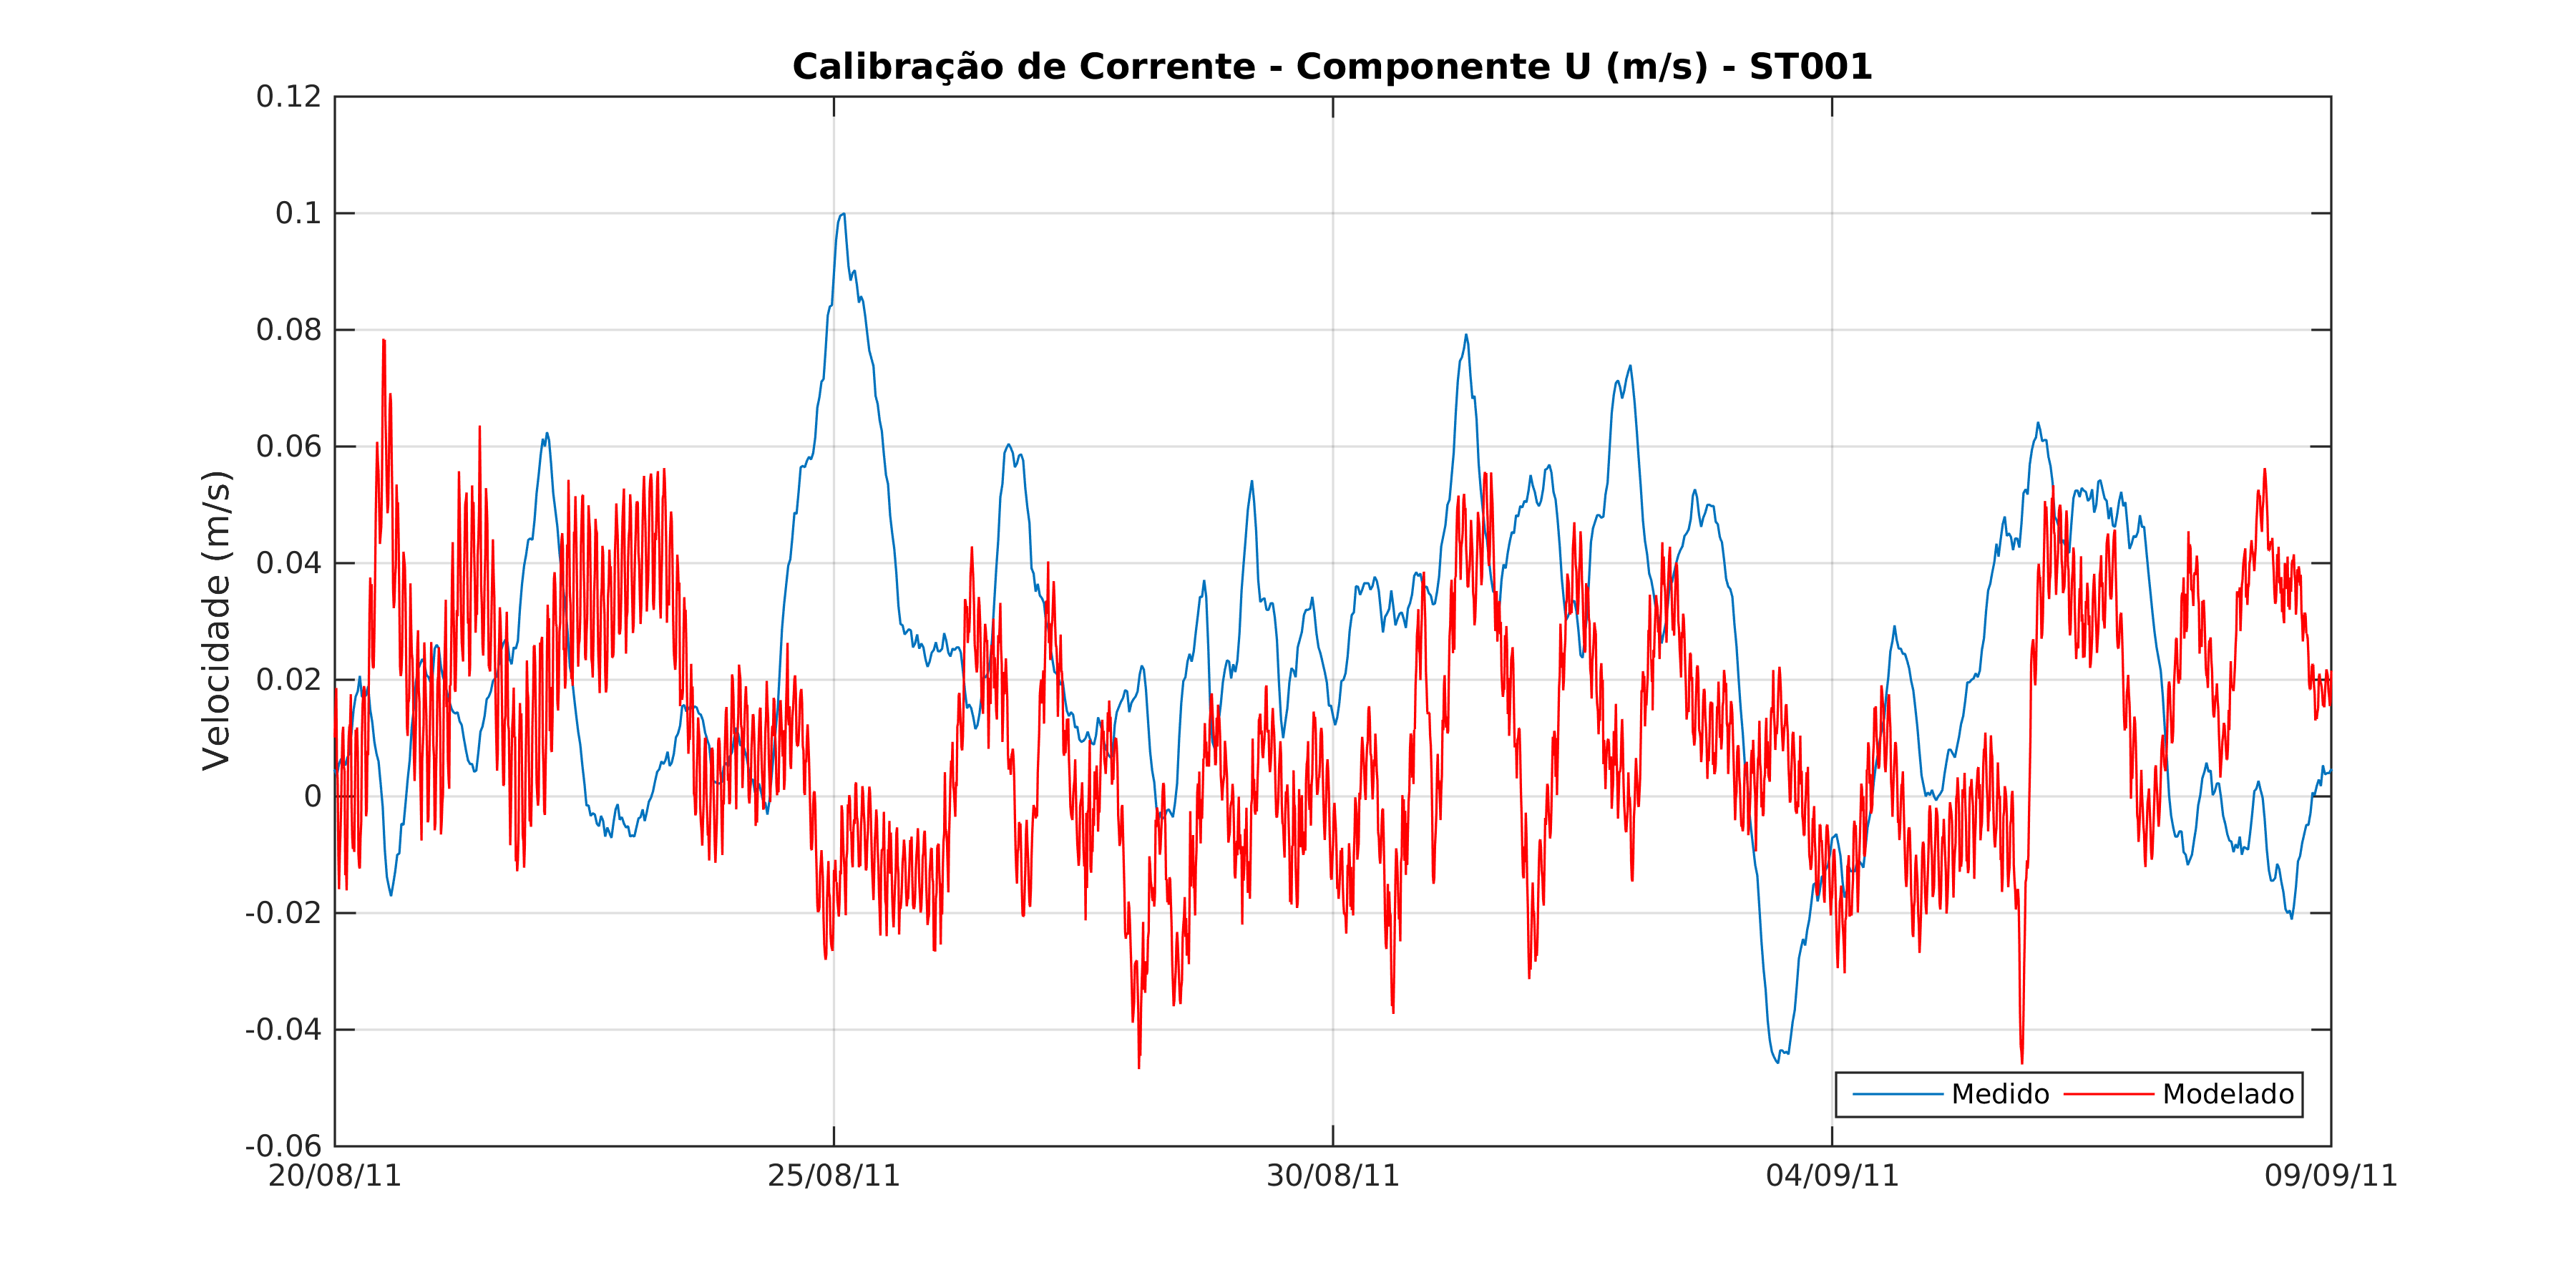 Calibração de Corrente - Componente U (m/s) - ST001
Velocidade (m/s)
0.12
0.1
0.08
0.06
0.04
0.02
0
-0.02
-0.04
-0.06
20/08/11 25/08/11 30/08/11 04/09/11 09/09/11
Medido Modelado